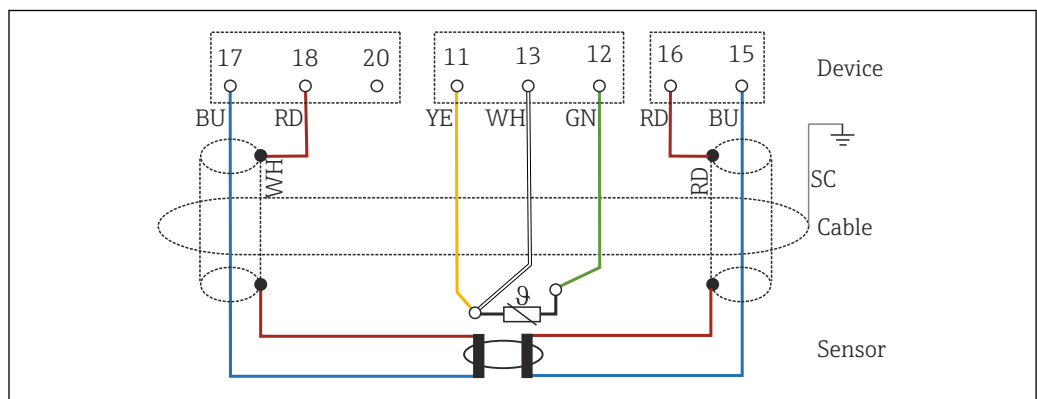 17 18 20 11 13 12 16 15
Device
BU RD YE WH GN RD BU
WH
RD
SC
Cable
ϑ
Sensor